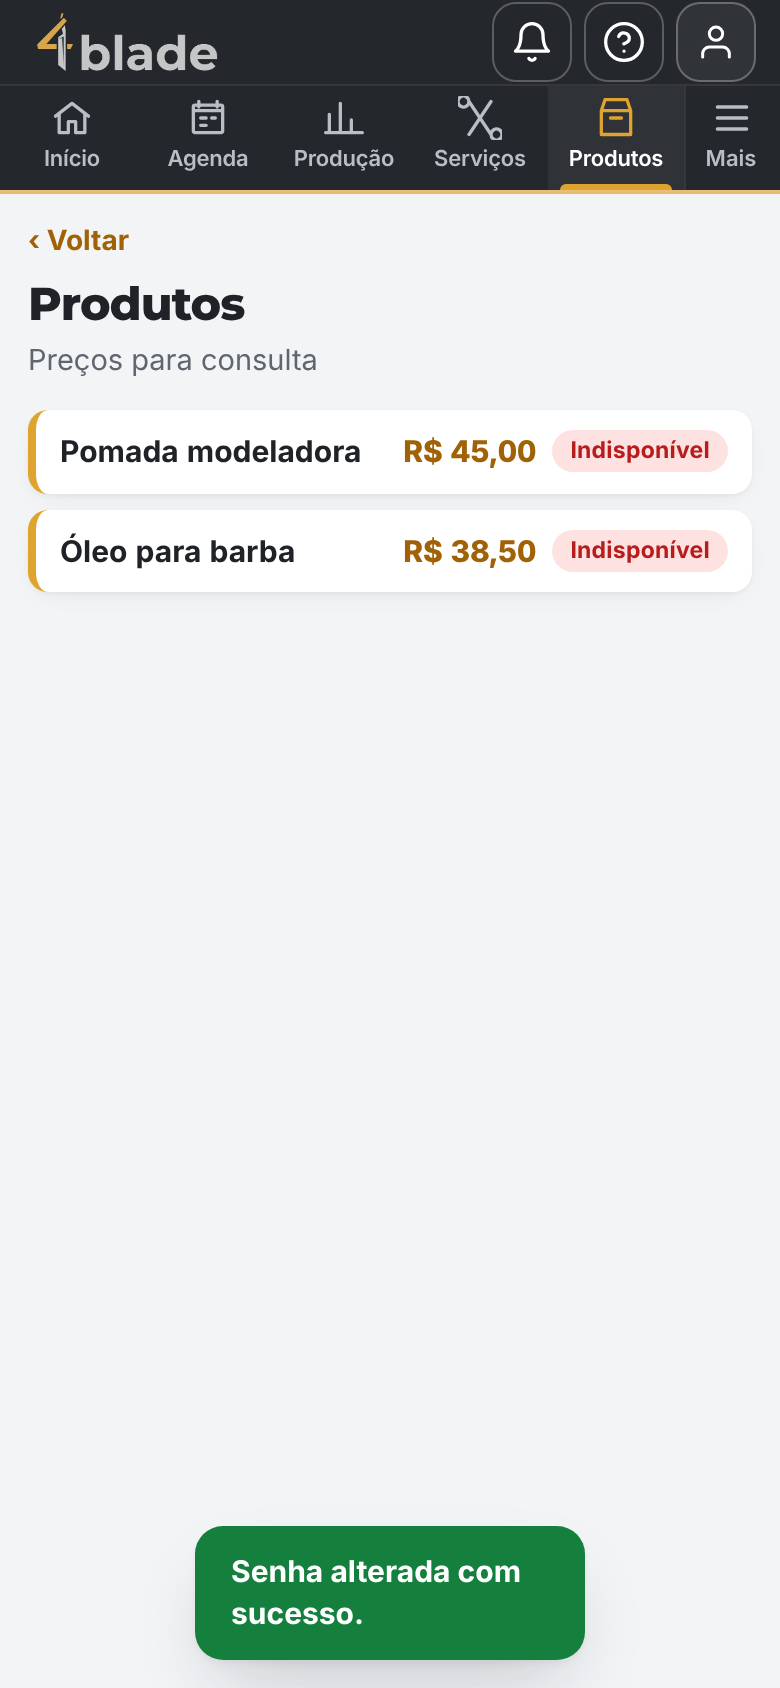 4blade
Início
Agenda
Produção
Serviços
Produtos
Mais
‹ Voltar
Produtos
Preços para consulta
Pomada modeladora R$ 45,00 Indisponível
Óleo para barba R$ 38,50 Indisponível
Senha alterada com
sucesso.